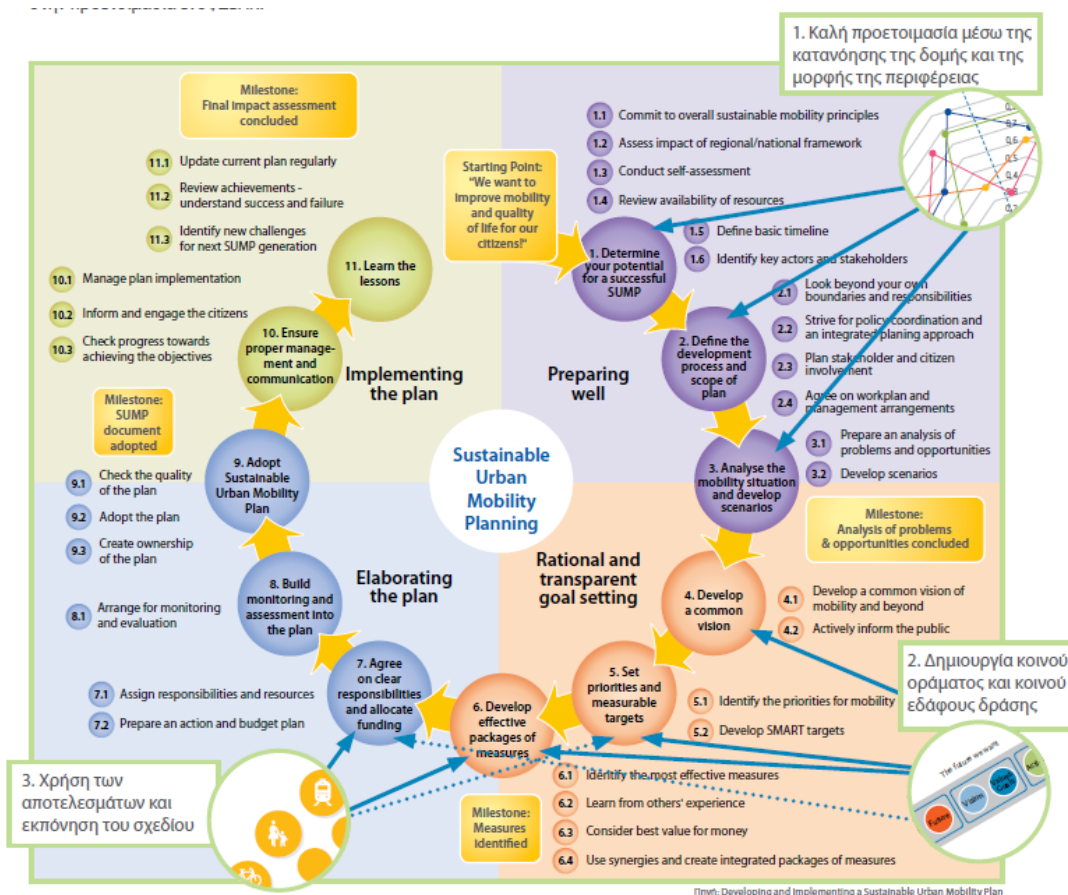 1. Καλή προετοιμασία μέσω της
κατανόησης της δομής και της
μορφής της περιφέρειας
Milestone:
Final impact assessment
concluded
11.1 Update current plan regularly
11.2 Review achievements -
understand success and failure
11.3 Identify new challenges
for next SUMP generation
10.1 Manage plan implementation
10.2 Inform and engage the citizens
10.3 Check progress towards
achieving the objectives
11. Learn the
lessons
10. Ensure
proper manage-
ment and
communication
Implementing
the plan
Starting Point:
"We want to
improve mobility
and quality
of life for our
citizens!"
1.1 Commit to overall sustainable mobility principles
1.2 Assess impact of regional/national framework
1.3 Conduct self-assessment
1.4 Review availability of resources
1.5 Define basic timeline
1.6 Identify key actors and stakeholders
1. Determine
your potential
for a successful
SUMP
2.1 Look beyond your own
boundaries and responsibilities
2.2 Strive for policy coordination and
an integrated planing approach
2.3 Plan stakeholder and citizen
involvement
2.4 Agree on workplan and
management arrangements
2. Define the
development
process and
scope of
plan
Preparing
well
3.1 Prepare an analysis of
problems and opportunities
3.2 Develop scenarios
3. Analyse the
mobility situation
and develop
scenarios
Milestone:
Analysis of problems
& opportunities concluded
Milestone:
SUMP
document
adopted
9.1 Check the quality
of the plan
9.2 Adopt the plan
9.3 Create ownership
of the plan
9. Adopt
Sustainable
Urban Mobility
Plan
Sustainable
Urban
Mobility
Planning
Elaborating
the plan
8. Build
monitoring and
assessment into
the plan
8.1 Arrange for monitoring
and evaluation
7. Agree
on clear
responsibilities
and allocate
funding
7.1 Assign responsibilities and resources
7.2 Prepare an action and budget plan
Rational and
transparent
goal setting
4. Develop
a common
vision
4.1 Develop a common vision of
mobility and beyond
4.2 Actively inform the public
5. Set
priorities and
measurable
targets
5.1 Identify the priorities for mobility
5.2 Develop SMART targets
6. Develop
effective
packages of
measures
6.1 Identify the most effective measures
6.2 Learn from others' experience
6.3 Consider best value for money
6.4 Use synergies and create integrated packages of measures
Milestone:
Measures
Identified
2. Δημιουργία κοινού
οράματος και κοινού
εδάφους δράσης
The future we
Future
Vision
3. Χρήση των
αποτελεσμάτων και
εκπόνηση του σχεδίου
0,7
0,6
0,5
Πηγή: Developing and Implementing a Sustainable Urban Mobility Plan